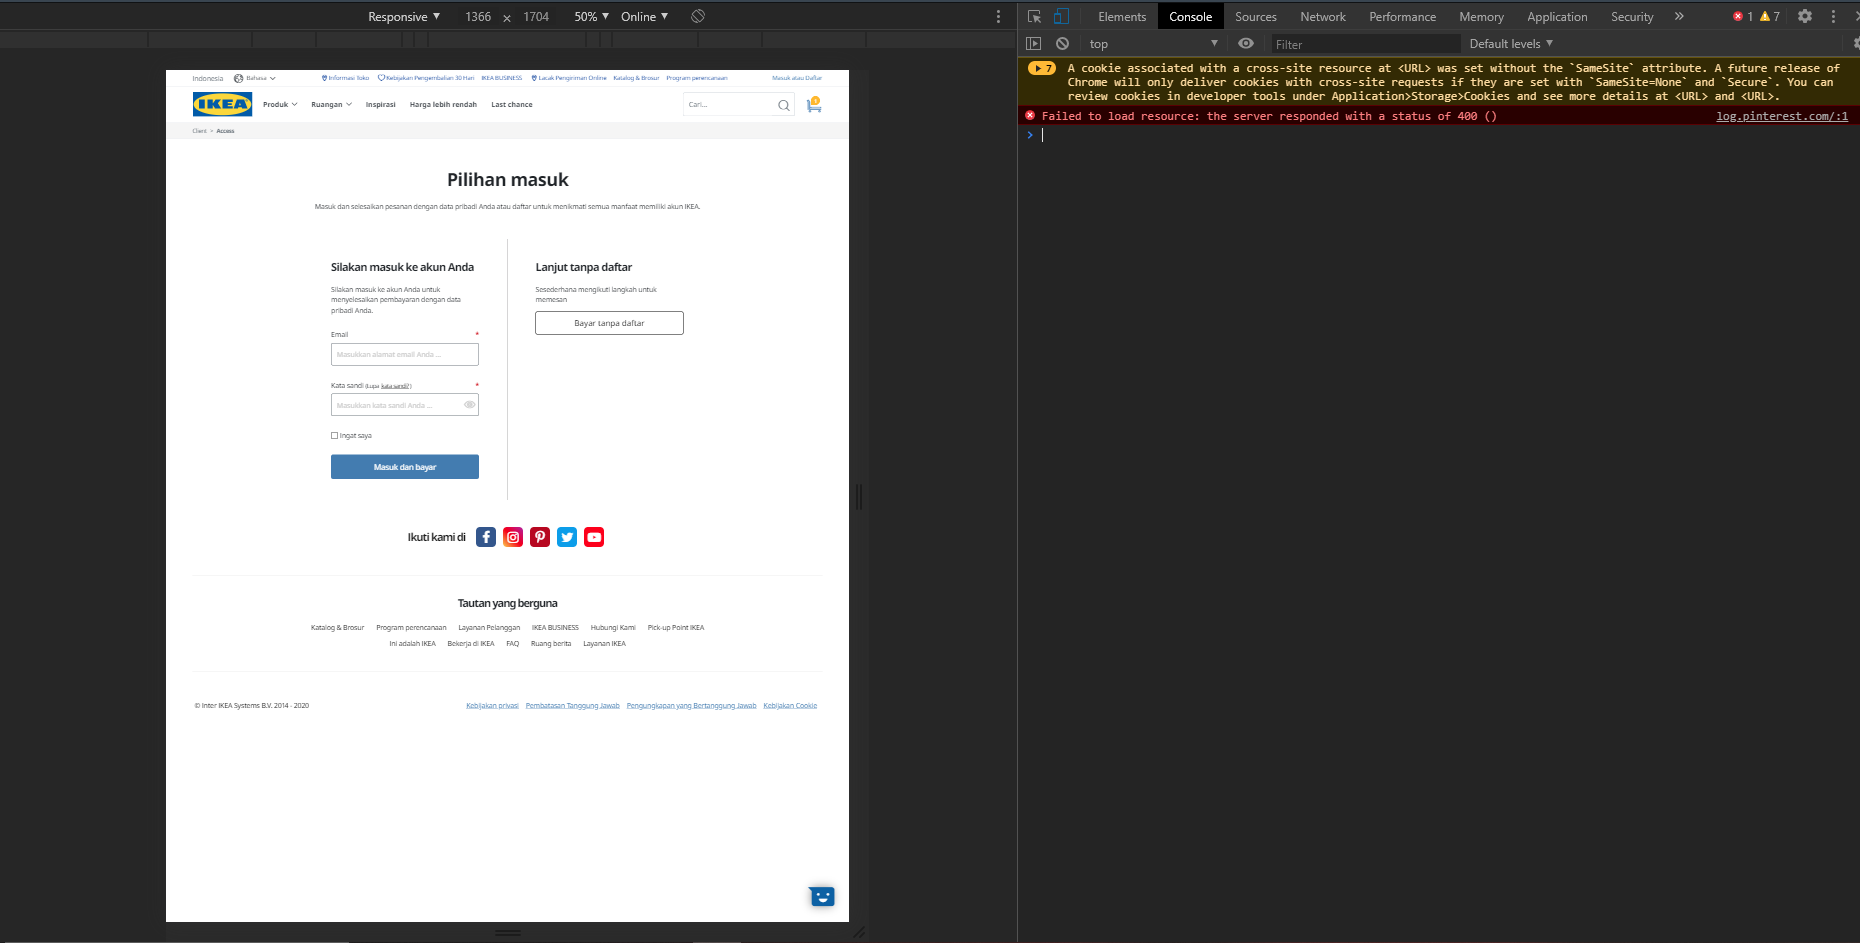 Responsive ▼ 1366 × 1704 50% ▼ Online ▼
Indonesia Bahasa Informasi Toko Kebijakan Pengembalian 30 Hari IKEA BUSINESS Lacak Pengiriman Online Katalog & Brosur Program perencanaan Masuk atau Daftar
IKEA Produk Ruangan Inspirasi Harga lebih rendah Last chance Cari... 1
Client > Access
Pilihan masuk
Masuk dan selesaikan pesanan dengan data pribadi Anda atau daftar untuk menikmati semua manfaat memiliki akun IKEA.
Silakan masuk ke akun Anda
Silakan masuk ke akun Anda untuk
menyelesaikan pembayaran dengan data
pribadi Anda.
Email *
Masukkan alamat email Anda ...
Kata sandi (Lupa kata sandi?) *
Masukkan kata sandi Anda ...
Ingat saya
Masuk dan bayar
Lanjut tanpa daftar
Sesederhana mengikuti langkah untuk
memesan
Bayar tanpa daftar
Ikuti kami di
Tautan yang berguna
Katalog & Brosur Program perencanaan Layanan Pelanggan IKEA BUSINESS Hubungi Kami Pick-up Point IKEA
Ini adalah IKEA Bekerja di IKEA FAQ Ruang berita Layanan IKEA
© Inter IKEA Systems B.V. 2014 - 2020 Kebijakan privasi Pembatasan Tanggung Jawab Pengungkapan yang Bertanggung Jawab Kebijakan Cookie
Elements Console Sources Network Performance Memory Application Security » 1 7
top ▼ Filter Default levels ▼
7 A cookie associated with a cross-site resource at <URL> was set without the `SameSite` attribute. A future release of
Chrome will only deliver cookies with cross-site requests if they are set with `SameSite=None` and `Secure`. You can
review cookies in developer tools under Application>Storage>Cookies and see more details at <URL> and <URL>.
Failed to load resource: the server responded with a status of 400 () log.pinterest.com/:1